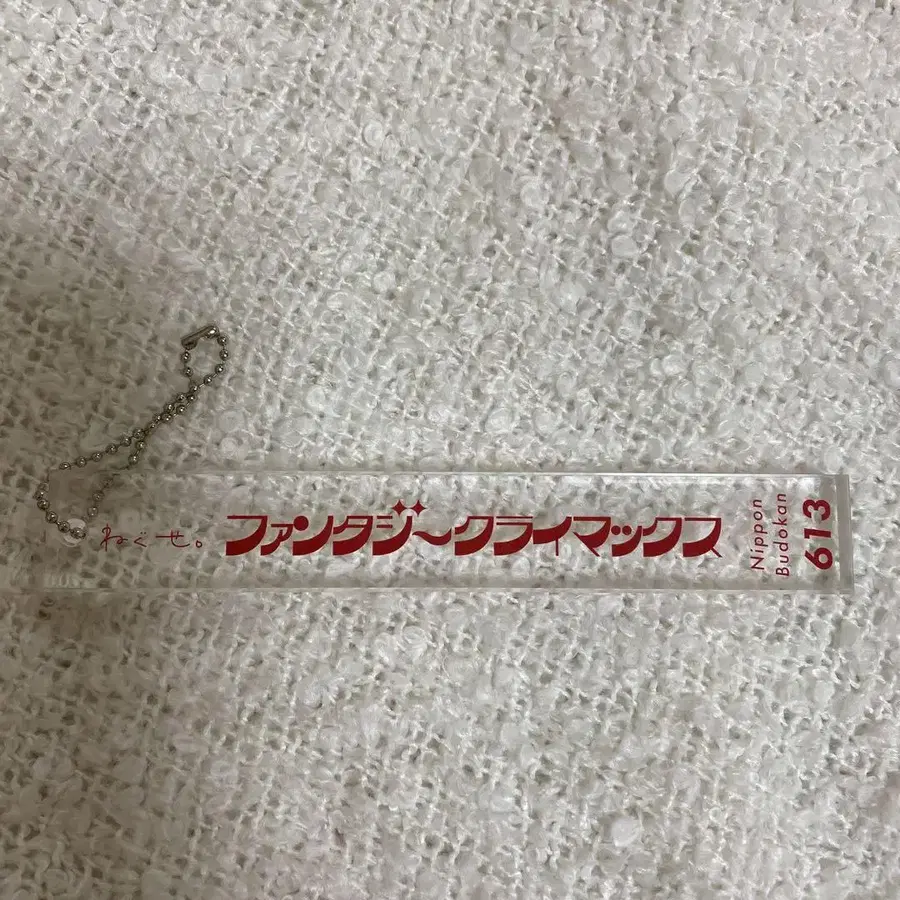 ねぐせ。
ファンタジ〜クライマックス
Nippon
Budokan
613